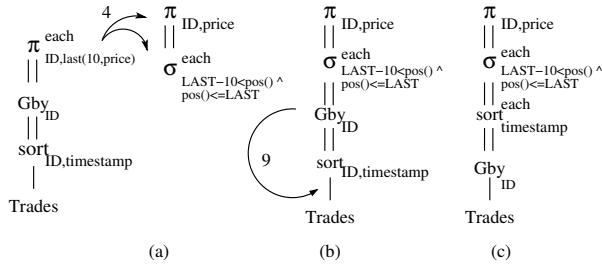 4
π each
ID,last(10,price)
Gby ID
sort ID,timestamp
Trades
π ID,price
σ each
LAST−10<pos() ^
pos()<=LAST
(a)
π ID,price
σ each
LAST−10<pos() ^
pos()<=LAST
Gby ID
9
sort ID,timestamp
Trades
(b)
π ID,price
σ each
LAST−10<pos() ^
pos()<=LAST
sort each
timestamp
Gby ID
Trades
(c)